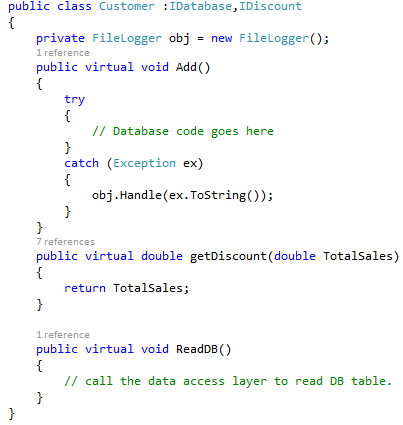 public class Customer :IDatabase,IDiscount
{
    private FileLogger obj = new FileLogger();
    1 reference
    public virtual void Add()
    {
        try
        {
            // Database code goes here
        }
        catch (Exception ex)
        {
            obj.Handle(ex.ToString());
        }
    }
    7 references
    public virtual double getDiscount(double TotalSales)
    {
        return TotalSales;
    }

    1 reference
    public virtual void ReadDB()
    {
        // call the data access layer to read DB table.
    }
}